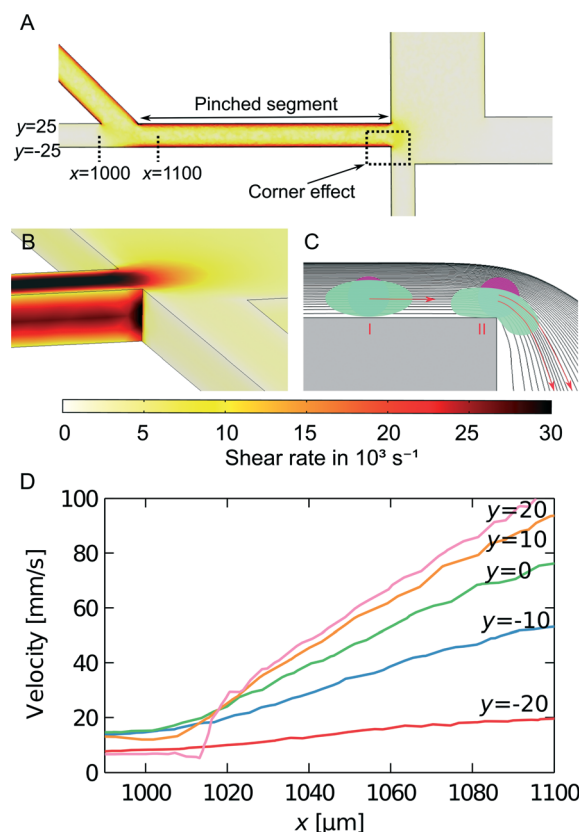 A
Pinched segment
y=25
y=-25
x=1000
x=1100
Corner effect
B
C
I
II
0 5 10 15 20 25 30
Shear rate in 10³ s⁻¹
D
100
80
60
40
20
0
Velocity [mm/s]
y=20
y=10
y=0
y=-10
y=-20
1000 1020 1040 1060 1080 1100
x [μm]